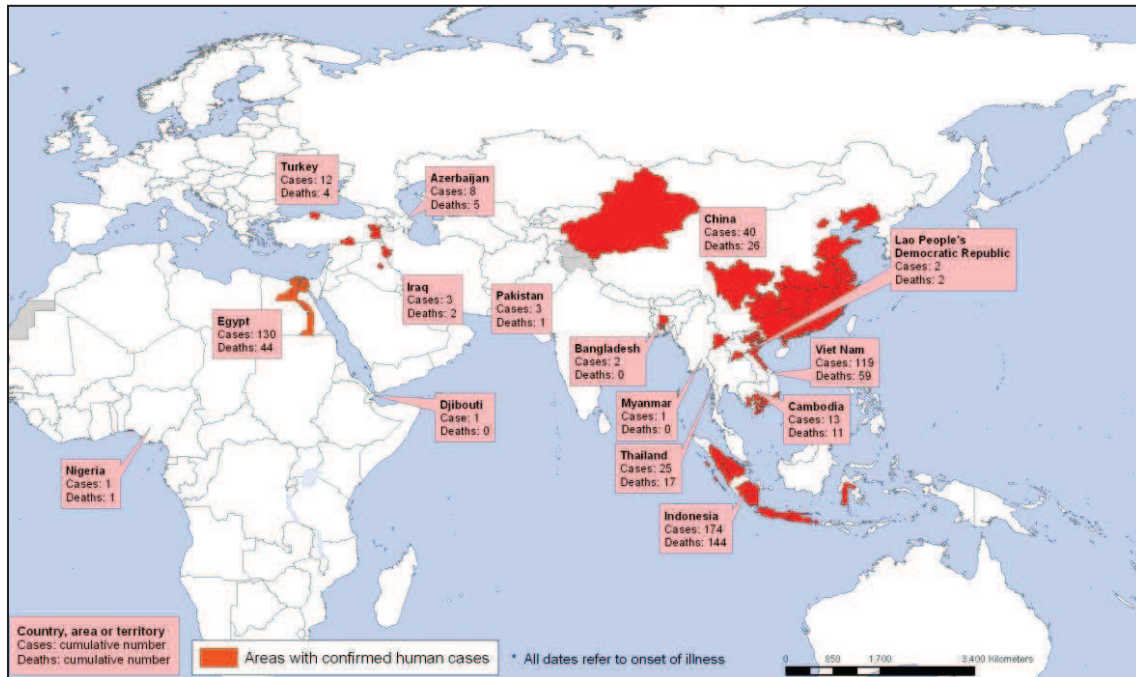 Turkey
Cases: 12
Deaths: 4
Azerbaijan
Cases: 8
Deaths: 5
China
Cases: 40
Deaths: 26
Lao People's
Democratic Republic
Cases: 2
Deaths: 2
Iraq
Cases: 3
Deaths: 2
Pakistan
Cases: 3
Deaths: 1
Egypt
Cases: 130
Deaths: 44
Bangladesh
Cases: 2
Deaths: 0
Viet Nam
Cases: 119
Deaths: 59
Djibouti
Case: 1
Deaths: 0
Myanmar
Cases: 1
Deaths: 0
Cambodia
Cases: 13
Deaths: 11
Nigeria
Cases: 1
Deaths: 1
Thailand
Cases: 25
Deaths: 17
Indonesia
Cases: 174
Deaths: 144
Country, area or territory
Cases: cumulative number
Deaths: cumulative number
Areas with confirmed human cases
* All dates refer to onset of illness
0 850 1,700 3,400 Kilometers